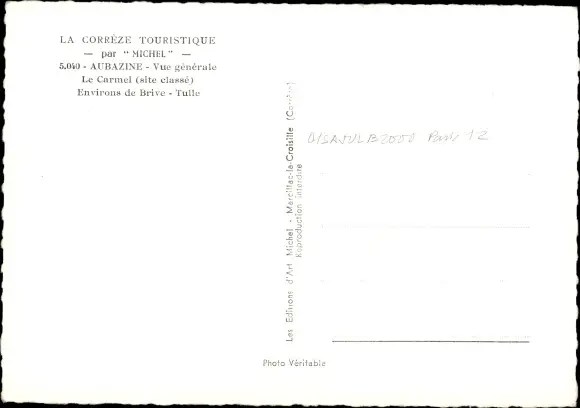 LA CORRÈZE TOURISTIQUE
— par "MICHEL" —
5.040 - AUBAZINE - Vue générale
Le Carmel (site classé)
Environs de Brive - Tulle
Les Editions d'Art Michel - Marcillac-la-Croisille (Corrèze)
Reproduction interdite
12
Photo Véritable